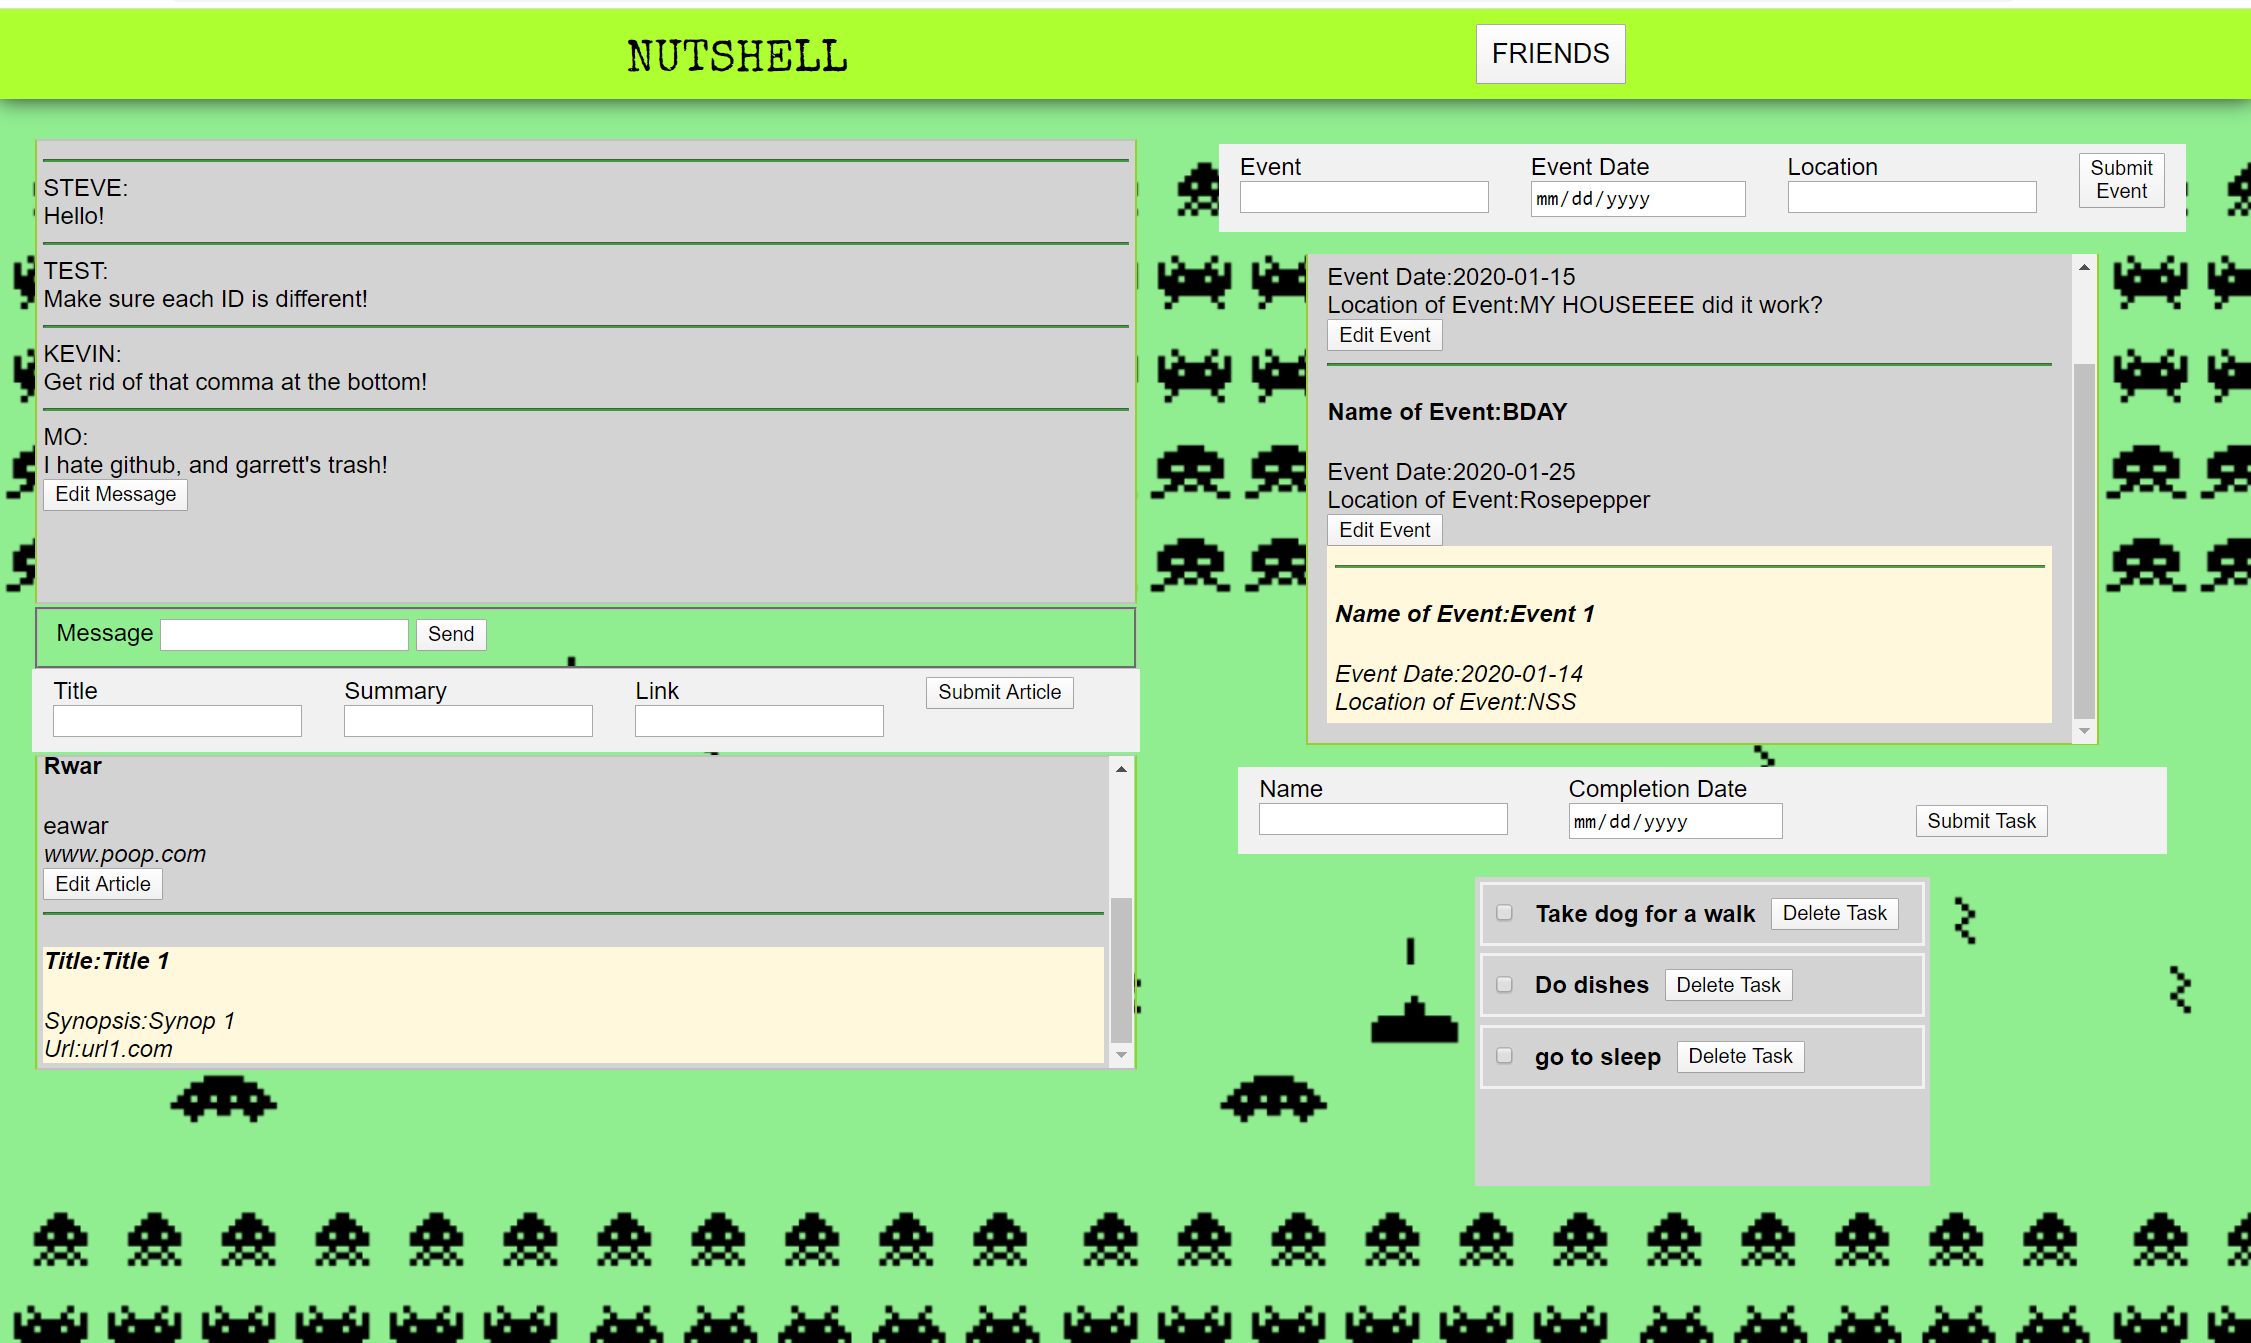 NUTSHELL
FRIENDS
STEVE:
Hello!
TEST:
Make sure each ID is different!
KEVIN:
Get rid of that comma at the bottom!
MO:
I hate github, and garrett's trash!
Edit Message
Message
Send
Title
Summary
Link
Submit Article
Rwar
eawar
www.poop.com
Edit Article
Title:Title 1
Synopsis:Synop 1
Url:url1.com
Event
Event Date
Location
Submit
Event
mm/dd/yyyy
Event Date:2020-01-15
Location of Event:MY HOUSEEEE did it work?
Edit Event
Name of Event:BDAY
Event Date:2020-01-25
Location of Event:Rosepepper
Edit Event
Name of Event:Event 1
Event Date:2020-01-14
Location of Event:NSS
Name
Completion Date
mm/dd/yyyy
Submit Task
Take dog for a walk Delete Task
Do dishes Delete Task
go to sleep Delete Task